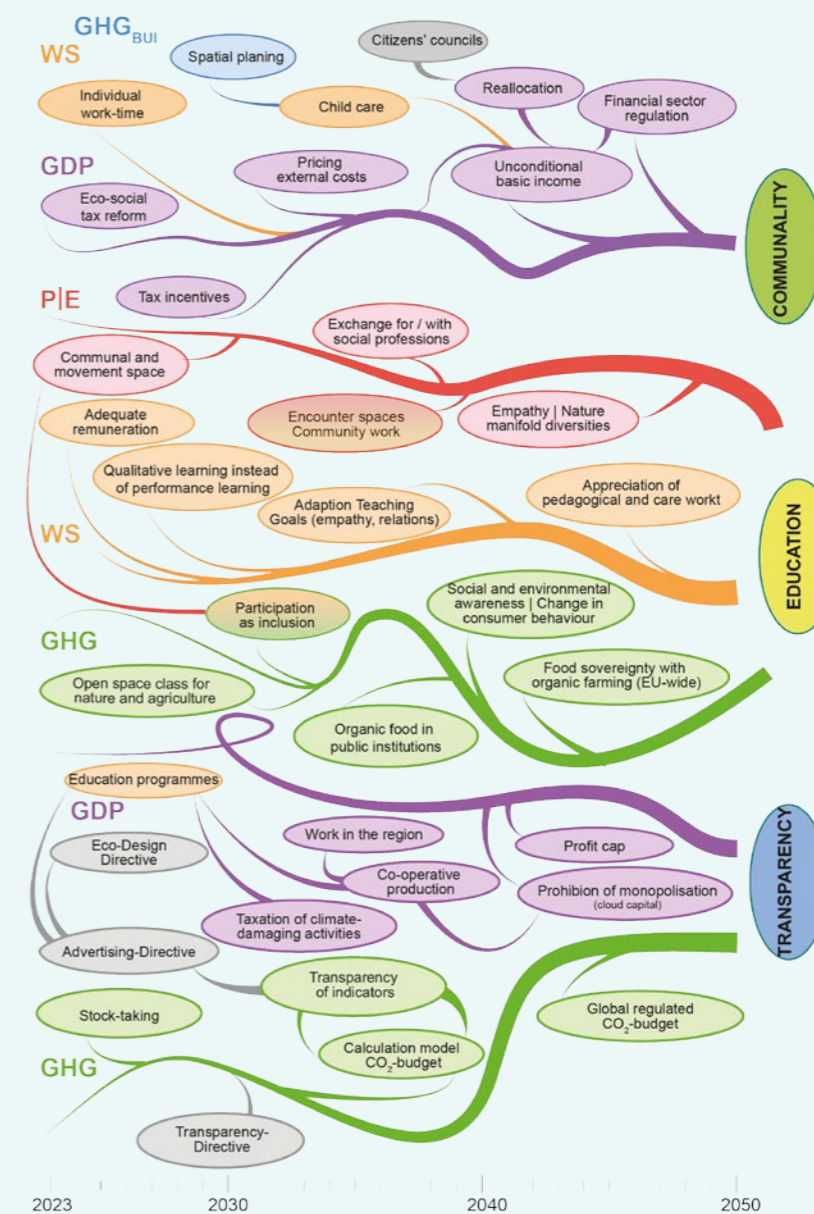 GHG BUI
WS
Citizens' councils
Spatial planing
Individual
work-time
Child care
Reallocation
Financial sector
regulation
GDP
Pricing
external costs
Unconditional
basic income
Eco-social
tax reform
COMMUNALITY
Tax incentives
P|E
Exchange for / with
social professions
Communal and
movement space
Adequate
remuneration
Encounter spaces
Community work
Empathy | Nature
manifold diversities
Qualitative learning instead
of performance learning
Adaption Teaching
Goals (empathy, relations)
Appreciation of
pedagogical and care workt
WS
EDUCATION
Participation
as inclusion
Social and environmental
awareness | Change in
consumer behaviour
GHG
Open space class for
nature and agriculture
Food sovereignty with
organic farming (EU-wide)
Organic food in
public institutions
Education programmes
GDP
Eco-Design
Directive
Work in the region
Profit cap
TRANSPARENCY
Co-operative
production
Prohibion of monopolisation
(cloud capital)
Taxation of climate-
damaging activities
Advertising-Directive
Transparency
of indicators
Stock-taking
Global regulated
CO2-budget
Calculation model
CO2-budget
GHG
Transparency-
Directive
2023 2030 2040 2050